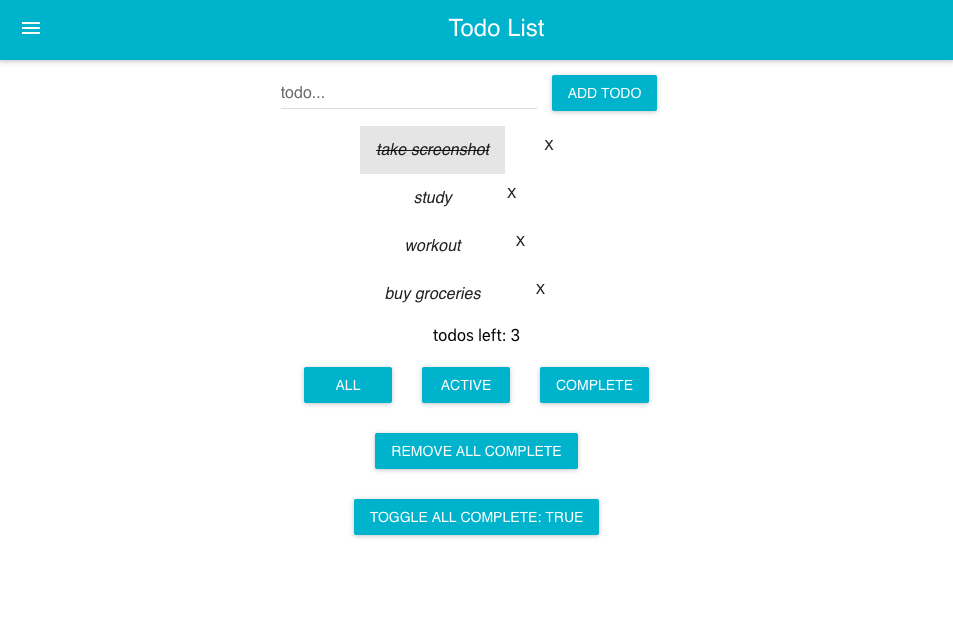 Todo List
todo... ADD TODO
take screenshot X
study X
workout X
buy groceries X
todos left: 3
ALL ACTIVE COMPLETE
REMOVE ALL COMPLETE
TOGGLE ALL COMPLETE: TRUE